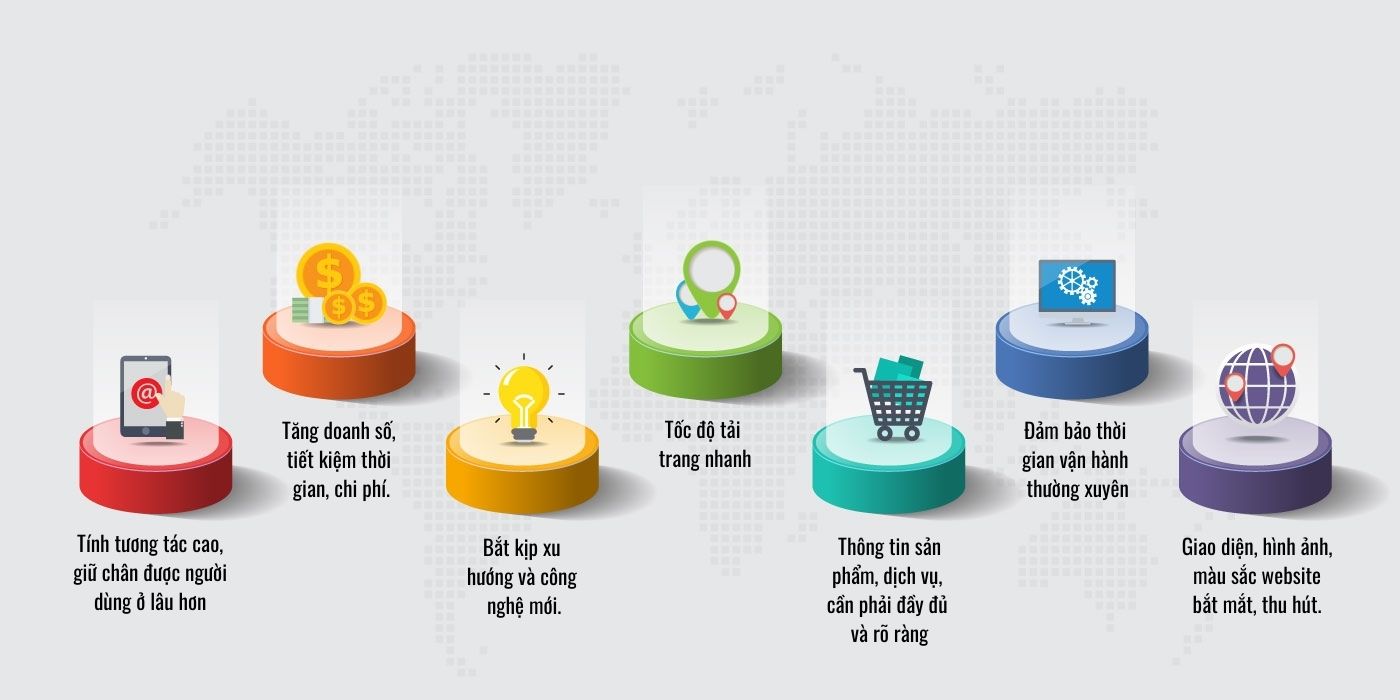 Tính tương tác cao,
giữ chân được người
dùng ở lâu hơn
Tăng doanh số,
tiết kiệm thời
gian, chi phí.
Bắt kịp xu
hướng và công
nghệ mới.
Tốc độ tải
trang nhanh
Thông tin sản
phẩm, dịch vụ,
cần phải đầy đủ
và rõ ràng
Đảm bảo thời
gian vận hành
thường xuyên
Giao diện, hình ảnh,
màu sắc website
bắt mắt, thu hút.